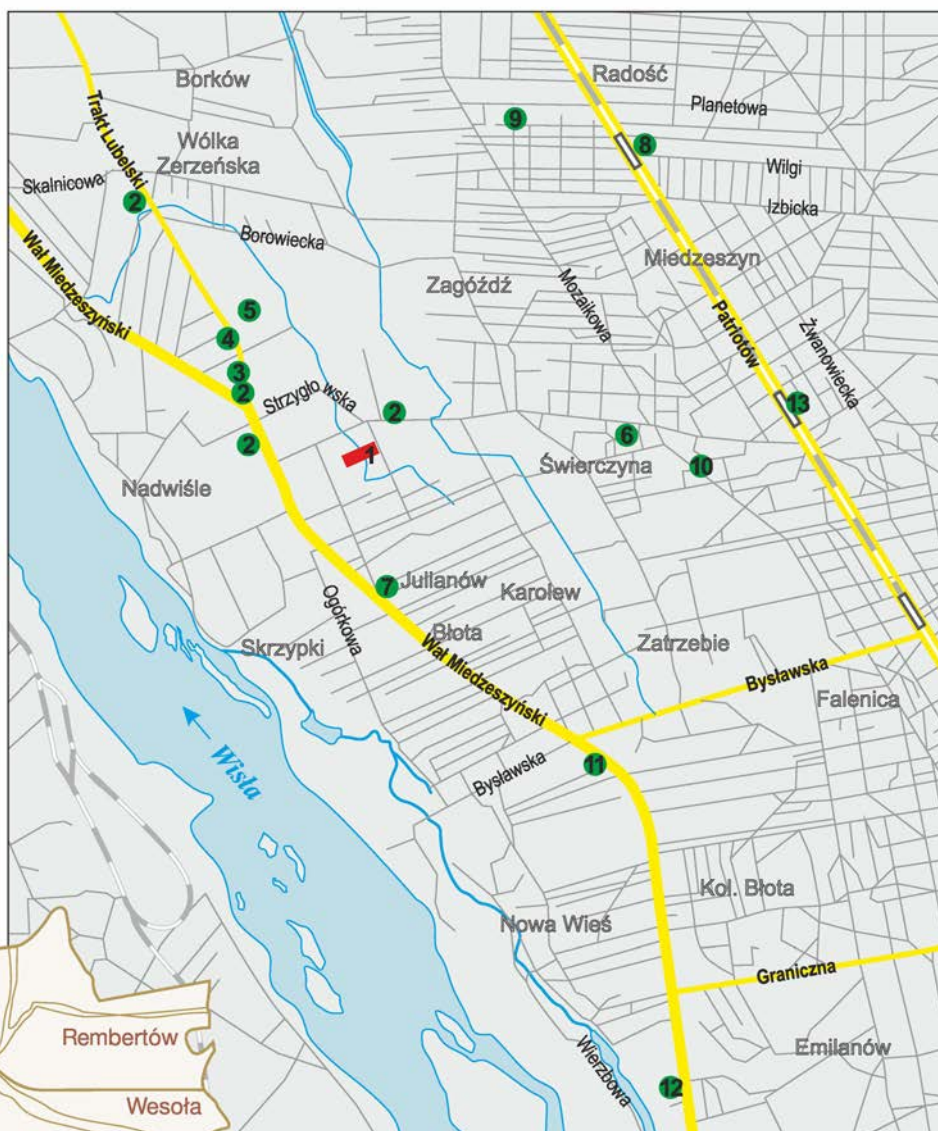 Borków
Radość
Planetowa
Trakt Lubelski
9
8
Wólka
Zerzeńska
Wilgi
Skalnicowa
2
Izbicka
Borowiecka
Miedzeszyn
Wał Miedzeszyński
Zagóźdź
Mozaikowa
5
4
Patriotów
Żwanowiecka
3
2
Strzygłowska
2
13
2
6
1
Świerczyna
10
Nadwiśle
7
Julianów
Karolew
Ogórkowa
Błota
Skrzypki
Zatrzebie
Wał Miedzeszyński
Bysławska
Falenica
Wisła
Bysławska
11
Kol. Błota
Nowa Wieś
Graniczna
Rembertów
Emilanów
Wierzbowa
12
Wesoła